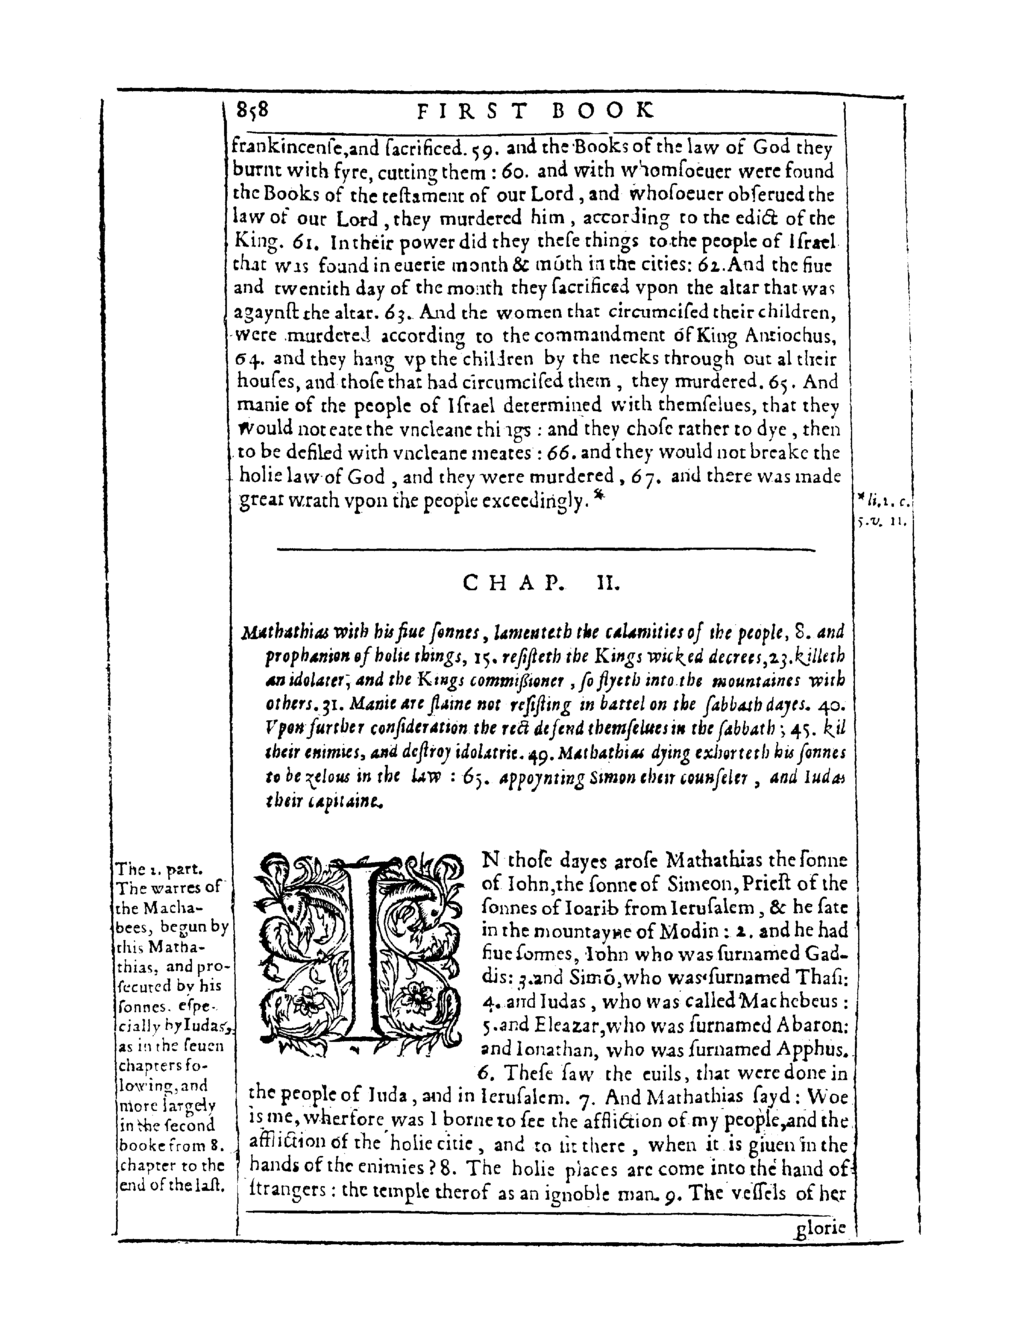 858 FIRST BOOK
frankincenſe,and ſacrificed. 59. and the Books of the law of God they
burnt with fyre, cutting them : 60. and with whomſoeuer were found
the Books of the teſtament of our Lord , and whoſoeuer obſerued the
law of our Lord , they murdered him , according to the edict of the
King. 61. In their power did they theſe things to the people of Iſrael
that was found in euerie month & mōth in the cities: 62. And the fiue
and twentith day of the month they ſacrificed vpon the altar that was
agaynſt the altar. 63. And the women that circumciſed their children,
were murdered according to the commandment of King Antiochus,
64. and they hang vp the children by the necks through out al their
houſes, and thoſe that had circumciſed them , they murdered. 65. And
manie of the people of Iſrael determined with themſelues, that they
would not eate the vncleane things : and they choſe rather to dye , then
to be defiled with vncleane meates : 66. and they would not breake the
holie law of God , and they were murdered , 67. and there was made
great wrath vpon the people exceedingly. *
* li, 1. c.
5. v. 11.
CHAP. II.
Mathathias with his fiue ſonnes , lamenteth the calamities of the people, 8. and
prophanion of holie things, 15. reſiſteth the Kings wicked decrees, 23. killeth
an idolater, and the Kings commiſsioner , ſo flyeth into the mountaines with
others. 31. Manie are ſlaine not reſiſting in battel on the ſabbath dayes. 40.
Vpon further conſideration the reſt defend themſelues in the ſabbath ; 45. kil
their enimies, and deſtroy idolatrie. 49. Mathathias dying exhorteth his ſonnes
to be zelous in the law : 65. appoynting Simon their counſeler , and Iudas
their capitaine.
The 1. part.
The warres of
the Macha-
bees, begun by
this Matha-
thias, and pro-
ſecuted by his
ſonnes. eſpe-
cially by Iudas,
as in the ſeuen
chapters fo-
lowing, and
more largely
in the ſecond
booke from 8.
chapter to the
end of the laſt.
IN thoſe dayes aroſe Mathathias the ſonne
of Iohn,the ſonne of Simeon, Prieſt of the
ſonnes of Ioarib from Ieruſalem , & he ſate
in the mountayne of Modin : 2. and he had
fiue ſonnes, Iohn who was ſurnamed Gad-
dis: 3. and Simō, who was ſurnamed Thaſi:
4. and Iudas , who was called Machebeus :
5. and Eleazar, who was ſurnamed Abaron:
and Ionathan, who was ſurnamed Apphus.
6. Theſe ſaw the euils, that were done in
the people of Iuda , and in Ieruſalem. 7. And Mathathias ſayd : Woe
is me, wherfore was I borne to ſee the affliction of my people, and the
affliction of the holie citie , and to ſit there , when it is giuen in the
hands of the enimies ? 8. The holie places are come into the hand of
ſtrangers : the temple therof as an ignoble man. 9. The veſſels of her
glorie